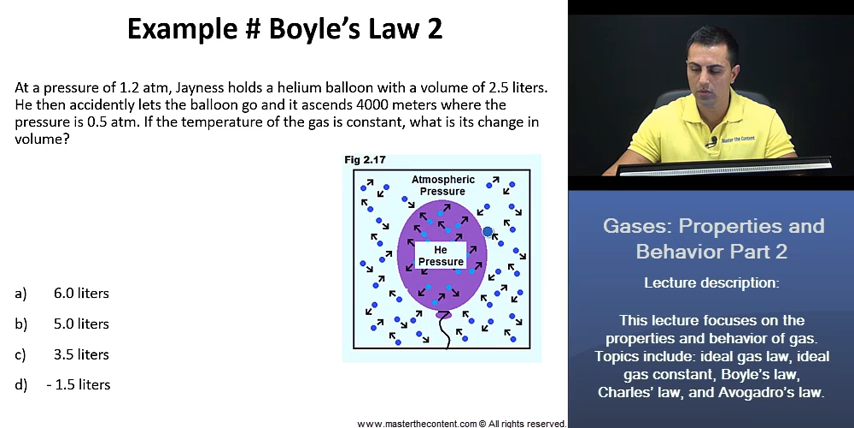 Example # Boyle's Law 2
At a pressure of 1.2 atm, Jayness holds a helium balloon with a volume of 2.5 liters.
He then accidently lets the balloon go and it ascends 4000 meters where the
pressure is 0.5 atm. If the temperature of the gas is constant, what is its change in
volume?
Fig 2.17
Atmospheric
Pressure
He
Pressure
a) 6.0 liters
b) 5.0 liters
c) 3.5 liters
d) - 1.5 liters
www.masterthecontent.com © All rights reserved.
Master the Content
Gases: Properties and
Behavior Part 2
Lecture description:
This lecture focuses on the
properties and behavior of gas.
Topics include: ideal gas law, ideal
gas constant, Boyle's law,
Charles' law, and Avogadro's law.